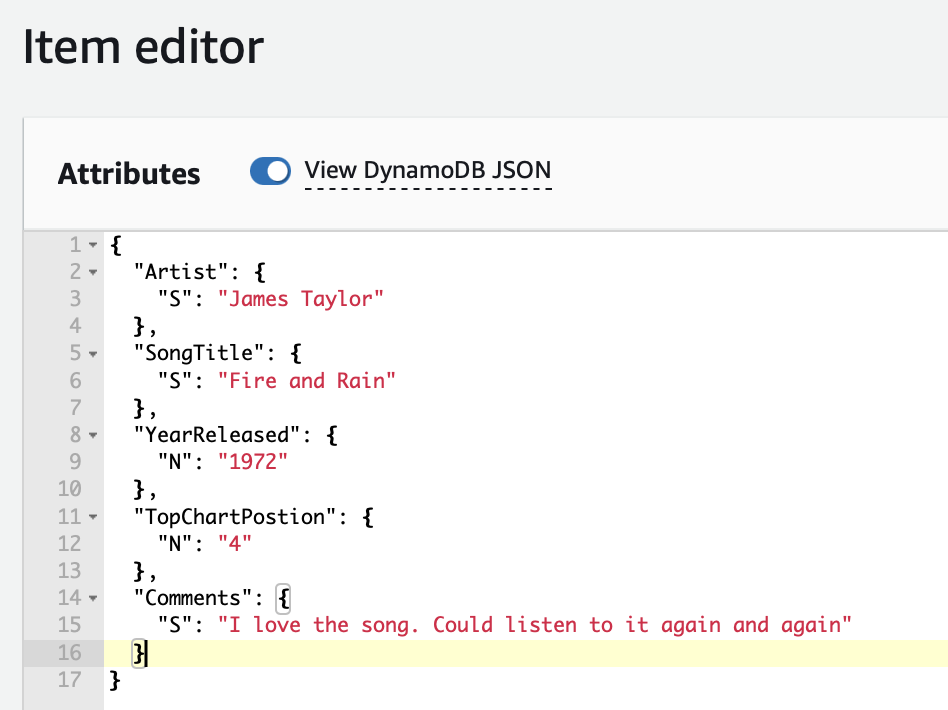 Item editor
Attributes View DynamoDB JSON
1 {
2 "Artist": {
3 "S": "James Taylor"
4 },
5 "SongTitle": {
6 "S": "Fire and Rain"
7 },
8 "YearReleased": {
9 "N": "1972"
10 },
11 "TopChartPostion": {
12 "N": "4"
13 },
14 "Comments": {
15 "S": "I love the song. Could listen to it again and again"
16 }
17 }